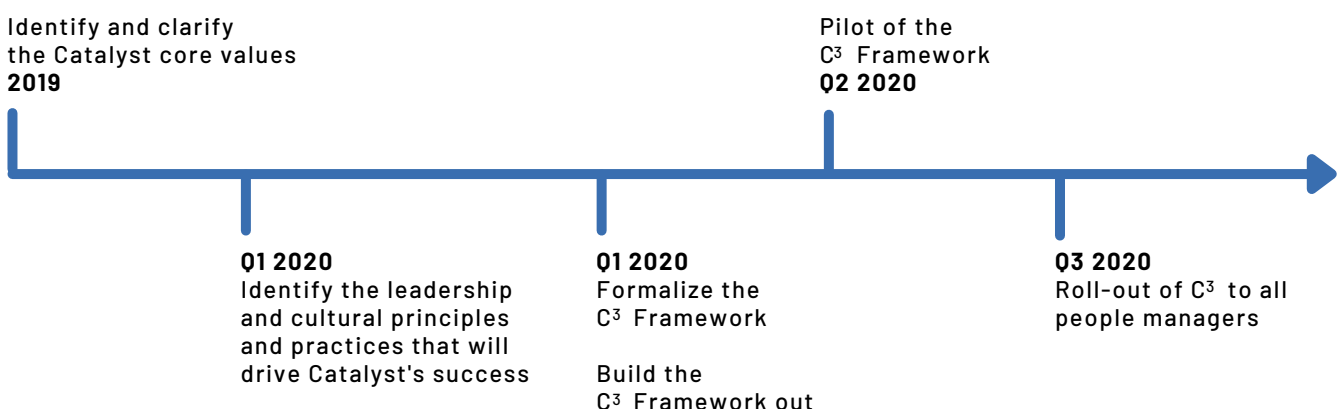 Identify and clarify
the Catalyst core values
2019
Pilot of the
C³ Framework
Q2 2020
Q1 2020
Identify the leadership
and cultural principles
and practices that will
drive Catalyst's success
Q1 2020
Formalize the
C³ Framework
Build the
C³ Framework out
Q3 2020
Roll-out of C³ to all
people managers